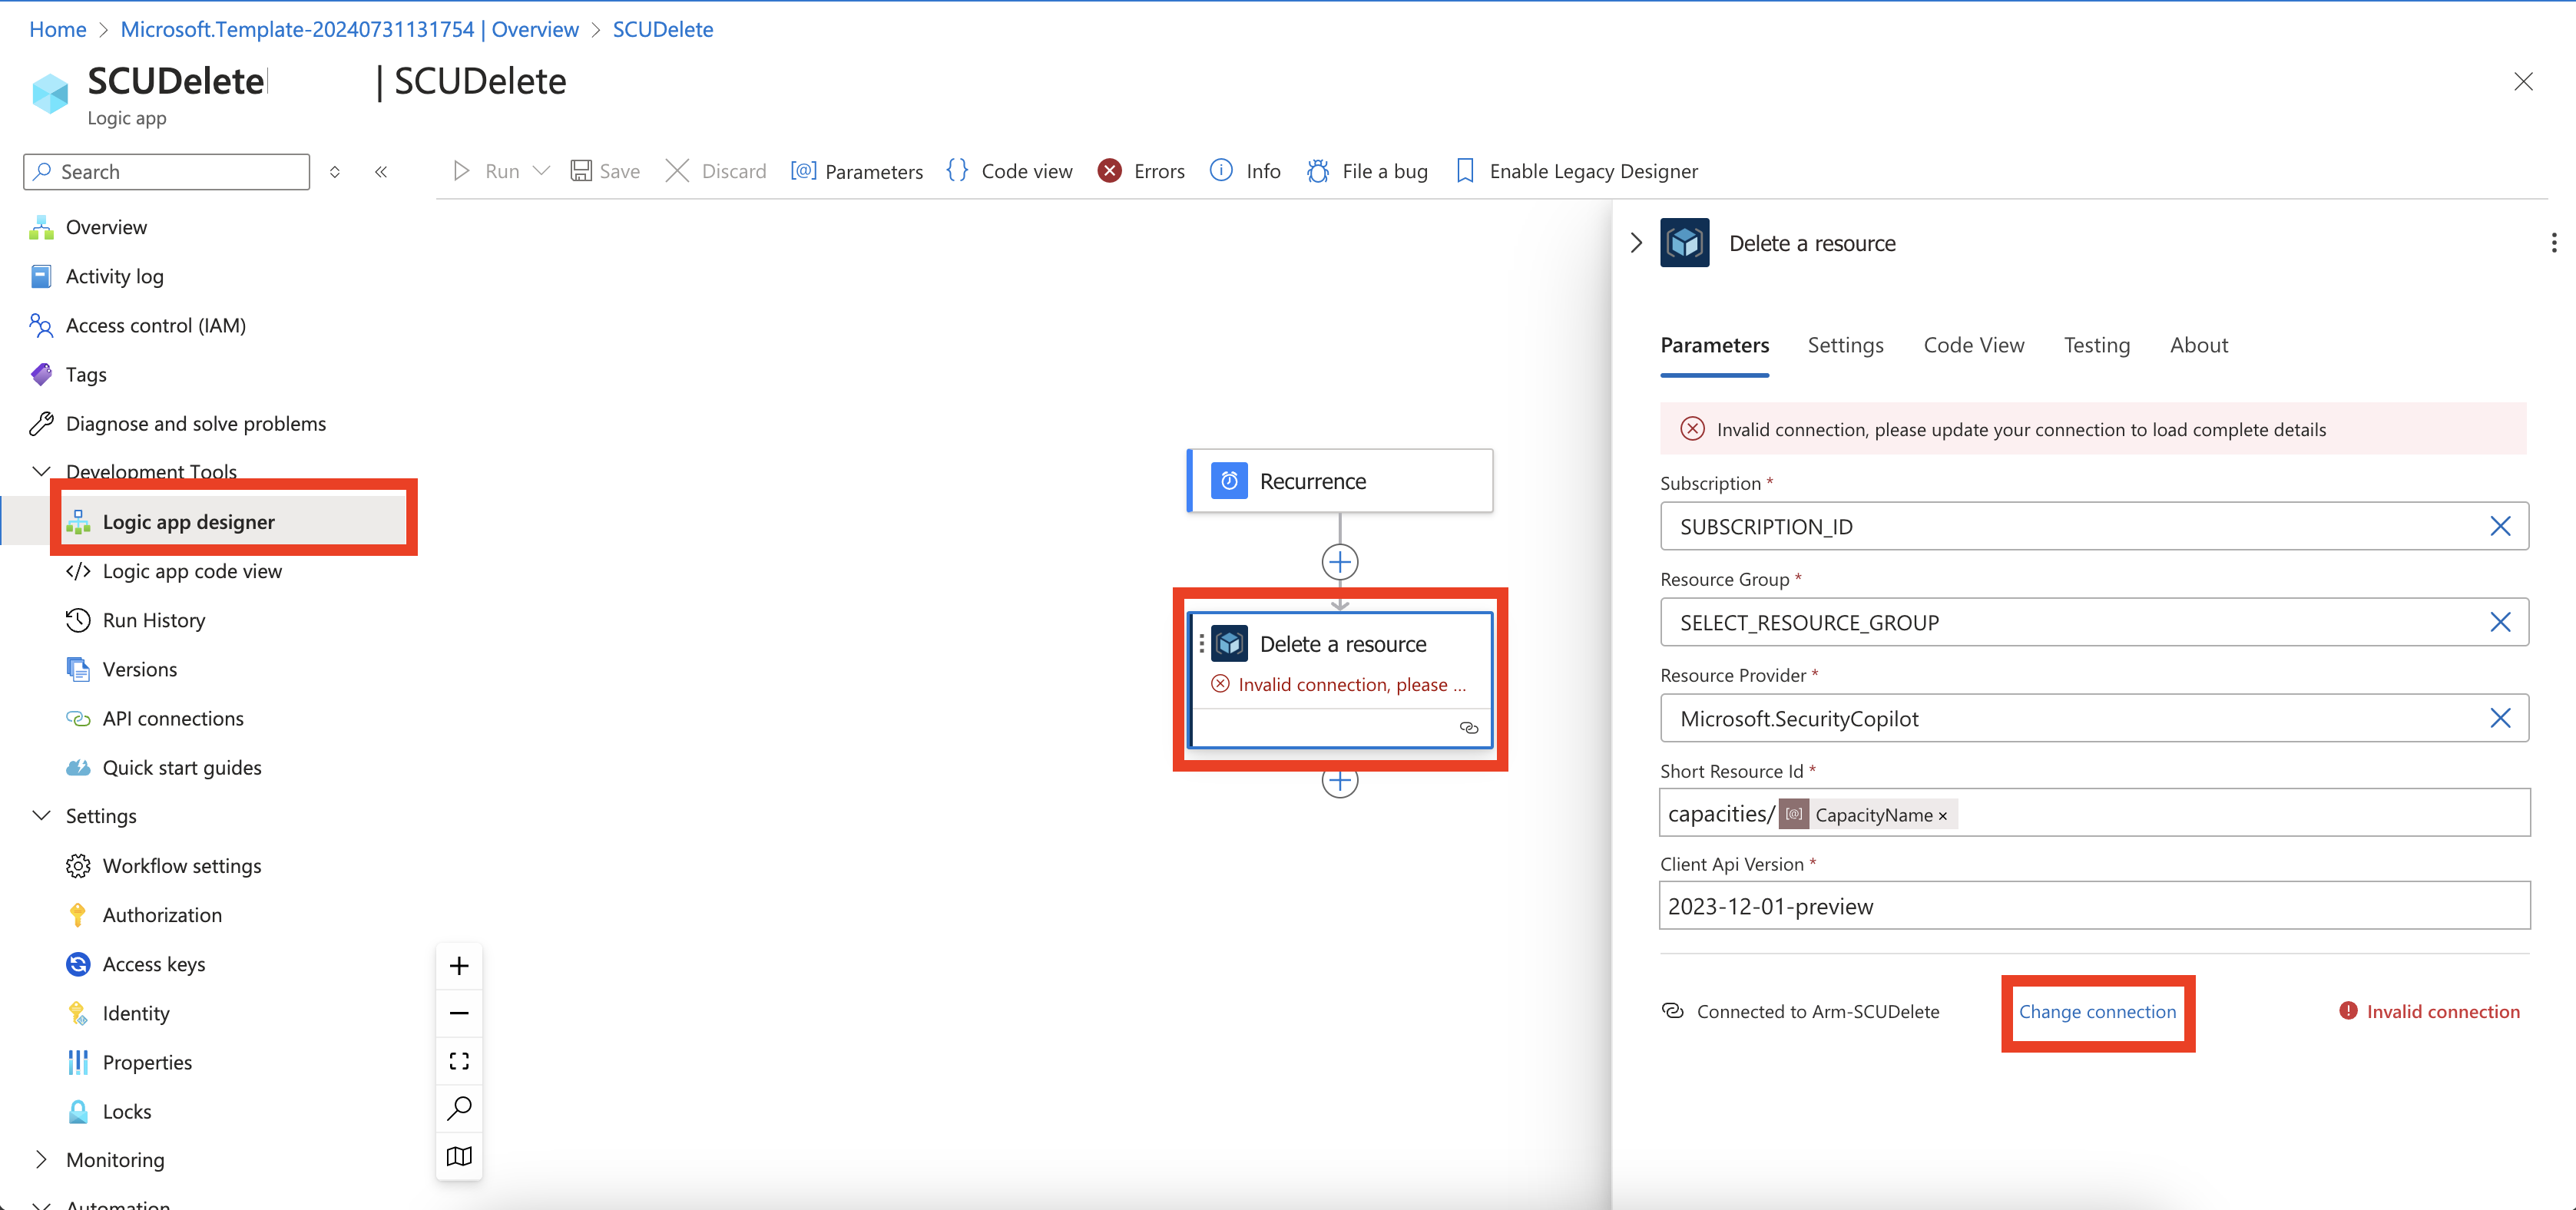 Home > Microsoft.Template-20240731131754 | Overview > SCUDelete
SCUDelete | SCUDelete
Logic app
Search
Run
Save
Discard
Parameters
Code view
Errors
Info
File a bug
Enable Legacy Designer
Overview
Activity log
Access control (IAM)
Tags
Diagnose and solve problems
Development Tools
Logic app designer
Logic app code view
Run History
Versions
API connections
Quick start guides
Settings
Workflow settings
Authorization
Access keys
Identity
Properties
Locks
Monitoring
Automation
Recurrence
Delete a resource
Invalid connection, please ...
Delete a resource
Parameters
Settings
Code View
Testing
About
Invalid connection, please update your connection to load complete details
Subscription *
SUBSCRIPTION_ID
Resource Group *
SELECT_RESOURCE_GROUP
Resource Provider *
Microsoft.SecurityCopilot
Short Resource Id *
capacities/ [@] CapacityName ×
Client Api Version *
2023-12-01-preview
Connected to Arm-SCUDelete
Change connection
Invalid connection